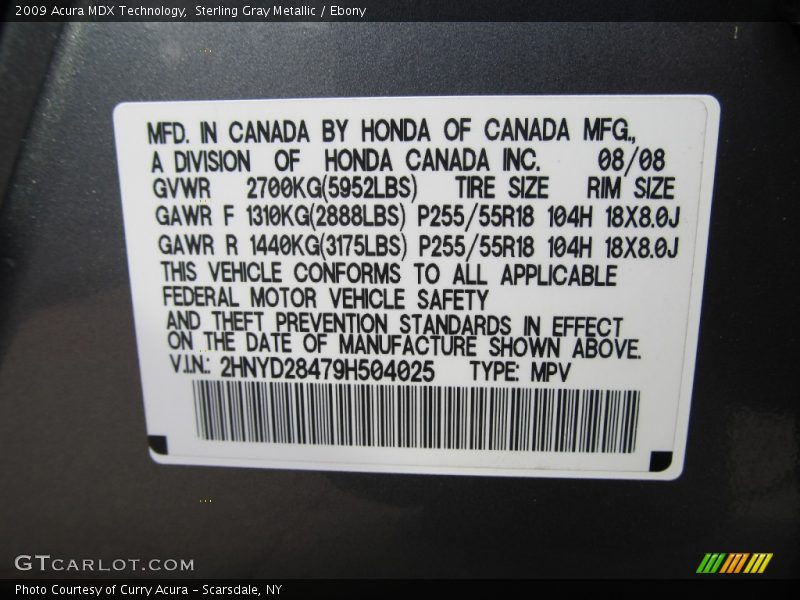 2009 Acura MDX Technology, Sterling Gray Metallic / Ebony
MFD. IN CANADA BY HONDA OF CANADA MFG.,
A DIVISION OF HONDA CANADA INC. 08/08
GVWR 2700KG(5952LBS) TIRE SIZE RIM SIZE
GAWR F 1310KG(2888LBS) P255/55R18 104H 18X8.0J
GAWR R 1440KG(3175LBS) P255/55R18 104H 18X8.0J
THIS VEHICLE CONFORMS TO ALL APPLICABLE
FEDERAL MOTOR VEHICLE SAFETY
AND THEFT PREVENTION STANDARDS IN EFFECT
ON THE DATE OF MANUFACTURE SHOWN ABOVE.
V.I.N.: 2HNYD28479H504025 TYPE: MPV
GTCARLOT.COM
Photo Courtesy of Curry Acura - Scarsdale, NY